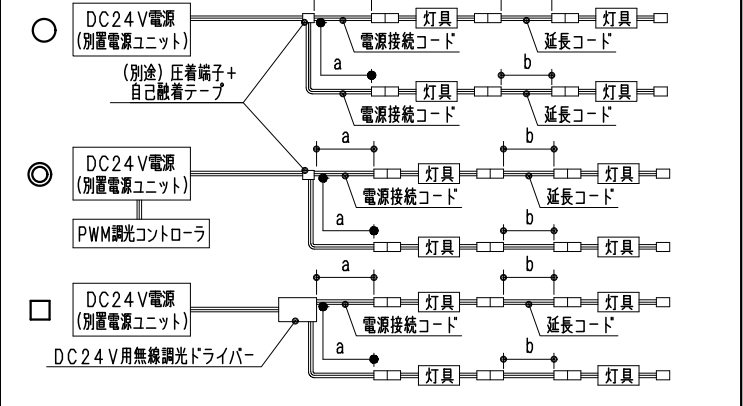 DC24V電源
(別置電源ユニット)
灯具
灯具
電源接続コード
延長コード
(別途)圧着端子+
自己融着テープ
a
b
灯具
灯具
電源接続コード
延長コード
a
b
DC24V電源
(別置電源ユニット)
灯具
灯具
電源接続コード
延長コード
PWM調光コントローラ
a
b
灯具
灯具
a
b
DC24V電源
(別置電源ユニット)
灯具
灯具
電源接続コード
延長コード
DC24V用無線調光ドライバー
a
b
灯具
灯具